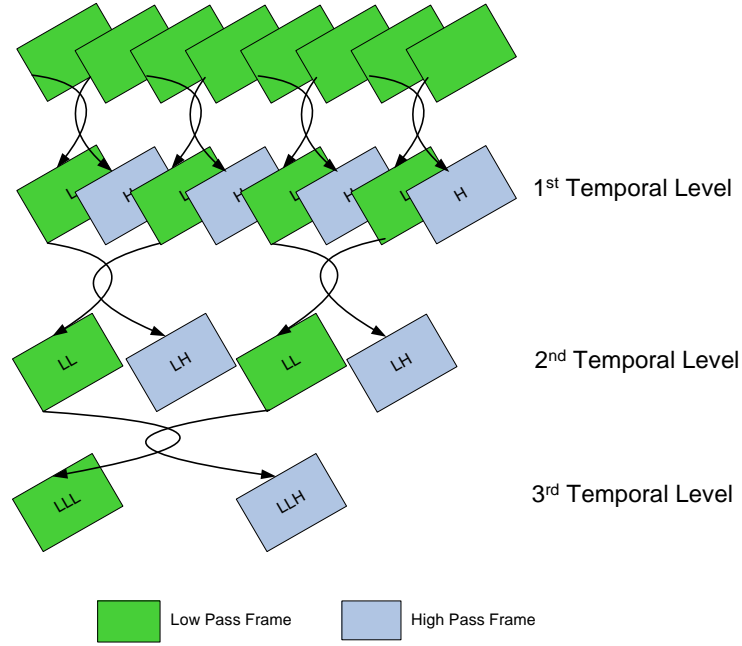 L H L H L H L H
1st Temporal Level
LL LH LL LH
2nd Temporal Level
LLL LLH
3rd Temporal Level
Low Pass Frame
High Pass Frame